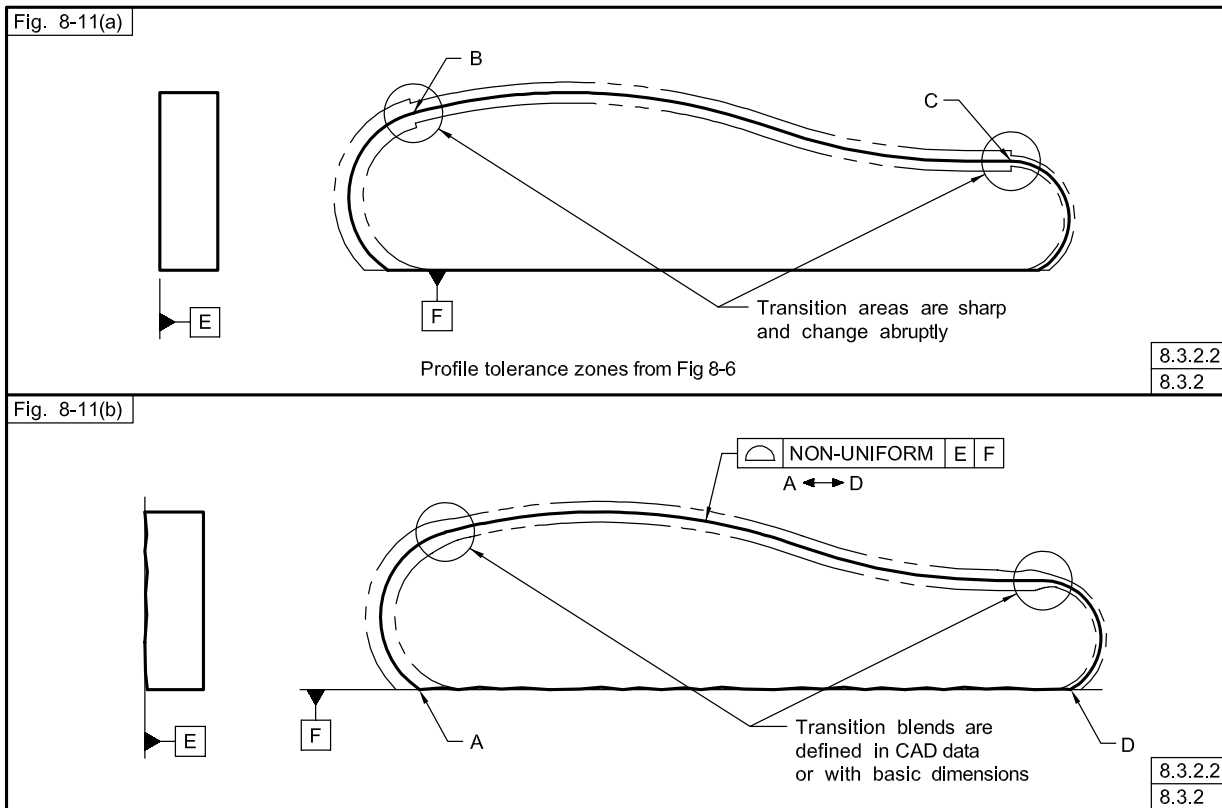 Fig. 8-11(a)
B
C
E
F
Transition areas are sharp
and change abruptly
Profile tolerance zones from Fig 8-6
8.3.2.2
8.3.2
Fig. 8-11(b)
NON-UNIFORM E F
A D
E
F
A
Transition blends are
defined in CAD data
or with basic dimensions
D
8.3.2.2
8.3.2